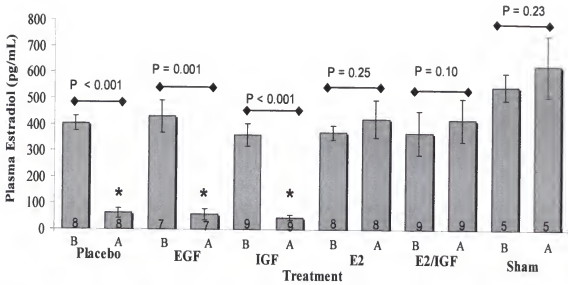 800
700
600
500
400
300
200
100
0
Plasma Estradiol (pg/mL)
P < 0.001
P = 0.001
P < 0.001
P = 0.25
P = 0.10
P = 0.23
* * *
8 8 7 7 9 9 8 8 9 9 5 5
B A B A B A B A B A B A
Placebo EGF IGF E2 E2/IGF Sham
Treatment